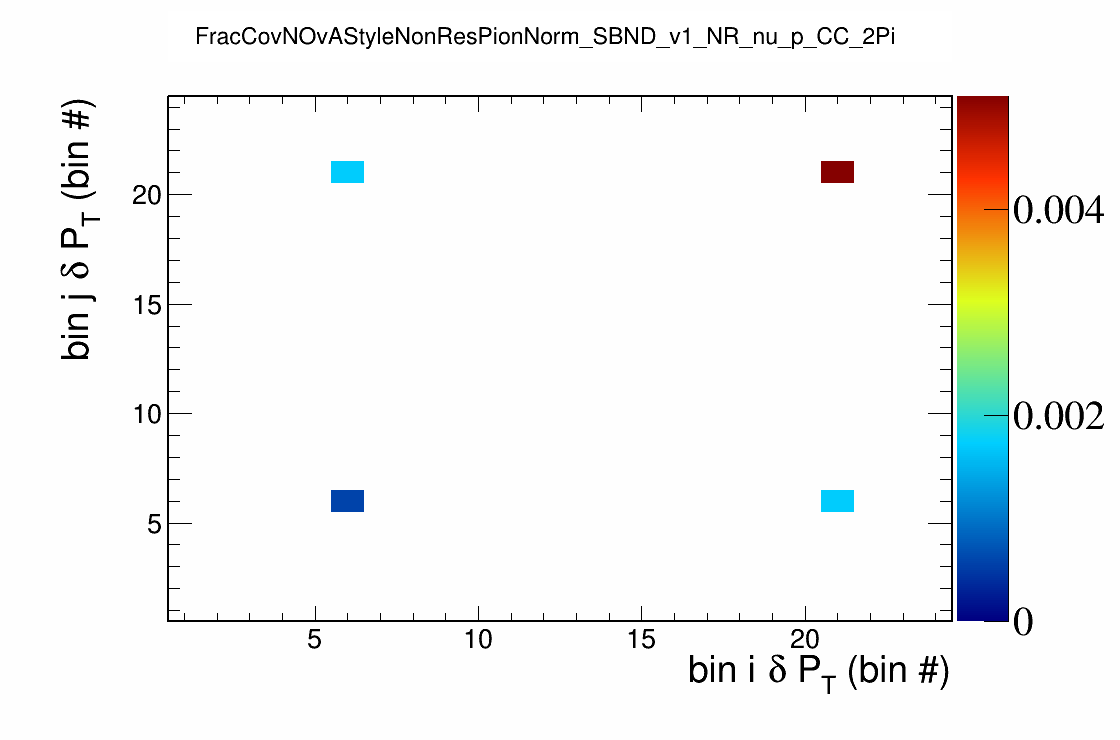 FracCovNOvAStyleNonResPionNorm_SBND_v1_NR_nu_p_CC_2Pi
bin j δ P_T (bin #)
20
15
10
5
5 10 15 20
bin i δ P_T (bin #)
0.004
0.002
0